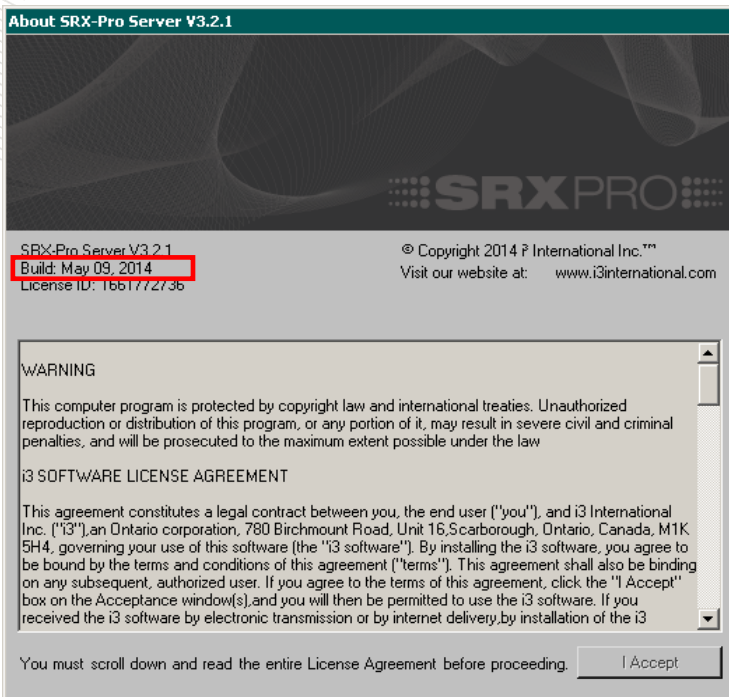 About SRX-Pro Server V3.2.1
SRXPRO
SRX-Pro Server V3.2.1
Build: May 09, 2014
License ID: 1661772736
© Copyright 2014 i³ International Inc.™
Visit our website at: www.i3international.com
WARNING
This computer program is protected by copyright law and international treaties. Unauthorized
reproduction or distribution of this program, or any portion of it, may result in severe civil and criminal
penalties, and will be prosecuted to the maximum extent possible under the law
i3 SOFTWARE LICENSE AGREEMENT
This agreement constitutes a legal contract between you, the end user ("you"), and i3 International
Inc. ("i3"),an Ontario corporation, 780 Birchmount Road, Unit 16,Scarborough, Ontario, Canada, M1K
5H4, governing your use of this software (the "i3 software"). By installing the i3 software, you agree to
be bound by the terms and conditions of this agreement ("terms"). This agreement shall also be binding
on any subsequent, authorized user. If you agree to the terms of this agreement, click the "I Accept"
box on the Acceptance window(s),and you will then be permitted to use the i3 software. If you
received the i3 software by electronic transmission or by internet delivery,by installation of the i3
You must scroll down and read the entire License Agreement before proceeding.
I Accept